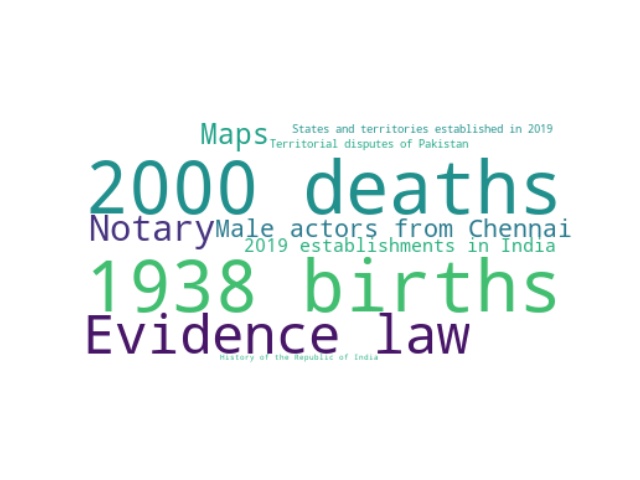 Maps States and territories established in 2019
Territorial disputes of Pakistan
2000 deaths
Notary Male actors from Chennai
2019 establishments in India
1938 births
Evidence law
History of the Republic of India